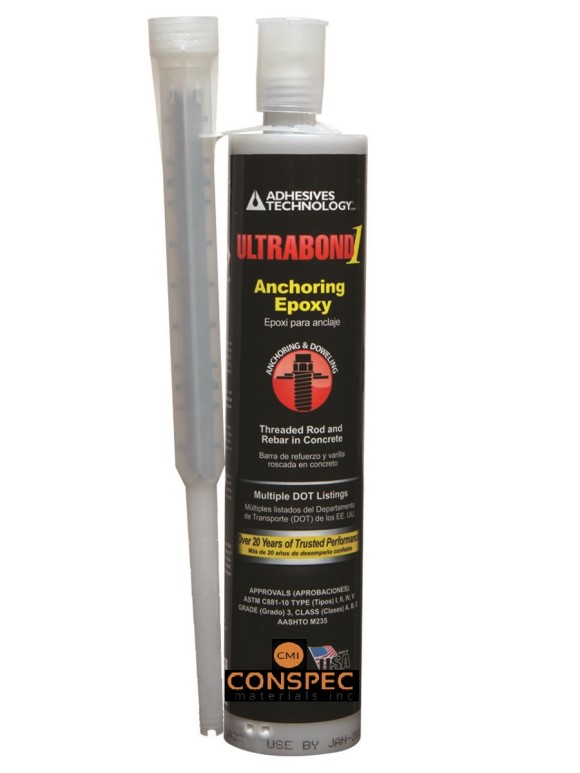 ADHESIVES
TECHNOLOGY
ULTRABOND 1
Anchoring
Epoxy
Epoxi para anclaje
ANCHORING & DOWELING
Threaded Rod and
Rebar in Concrete
Barra de refuerzo y varilla
roscada en concreto
Multiple DOT Listings
Múltiples listados del Departamento
de Transporte (DOT) de los EE. UU.
Over 20 Years of Trusted Performance
Más de 20 años de desempeño confiable
APPROVALS (APROBACIONES)
ASTM C881-10 TYPE (Tipos) I, II, IV, V
GRADE (Grado) 3, CLASS (Clases) A, B, C
AASHTO M235
USA
CMI
CONSPEC
materials inc
USE BY JAN